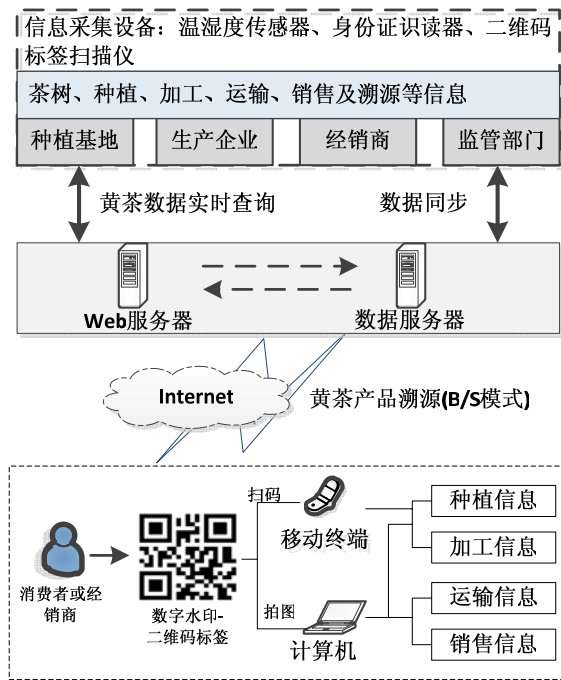 信息采集设备：温湿度传感器、身份证识读器、二维码
标签扫描仪
茶树、种植、加工、运输、销售及溯源等信息
种植基地
生产企业
经销商
监管部门
黄茶数据实时查询
数据同步
Web服务器
数据服务器
Internet
黄茶产品溯源(B/S模式)
消费者或经
销商
数字水印-
二维码标签
扫码
移动终端
拍图
计算机
种植信息
加工信息
运输信息
销售信息